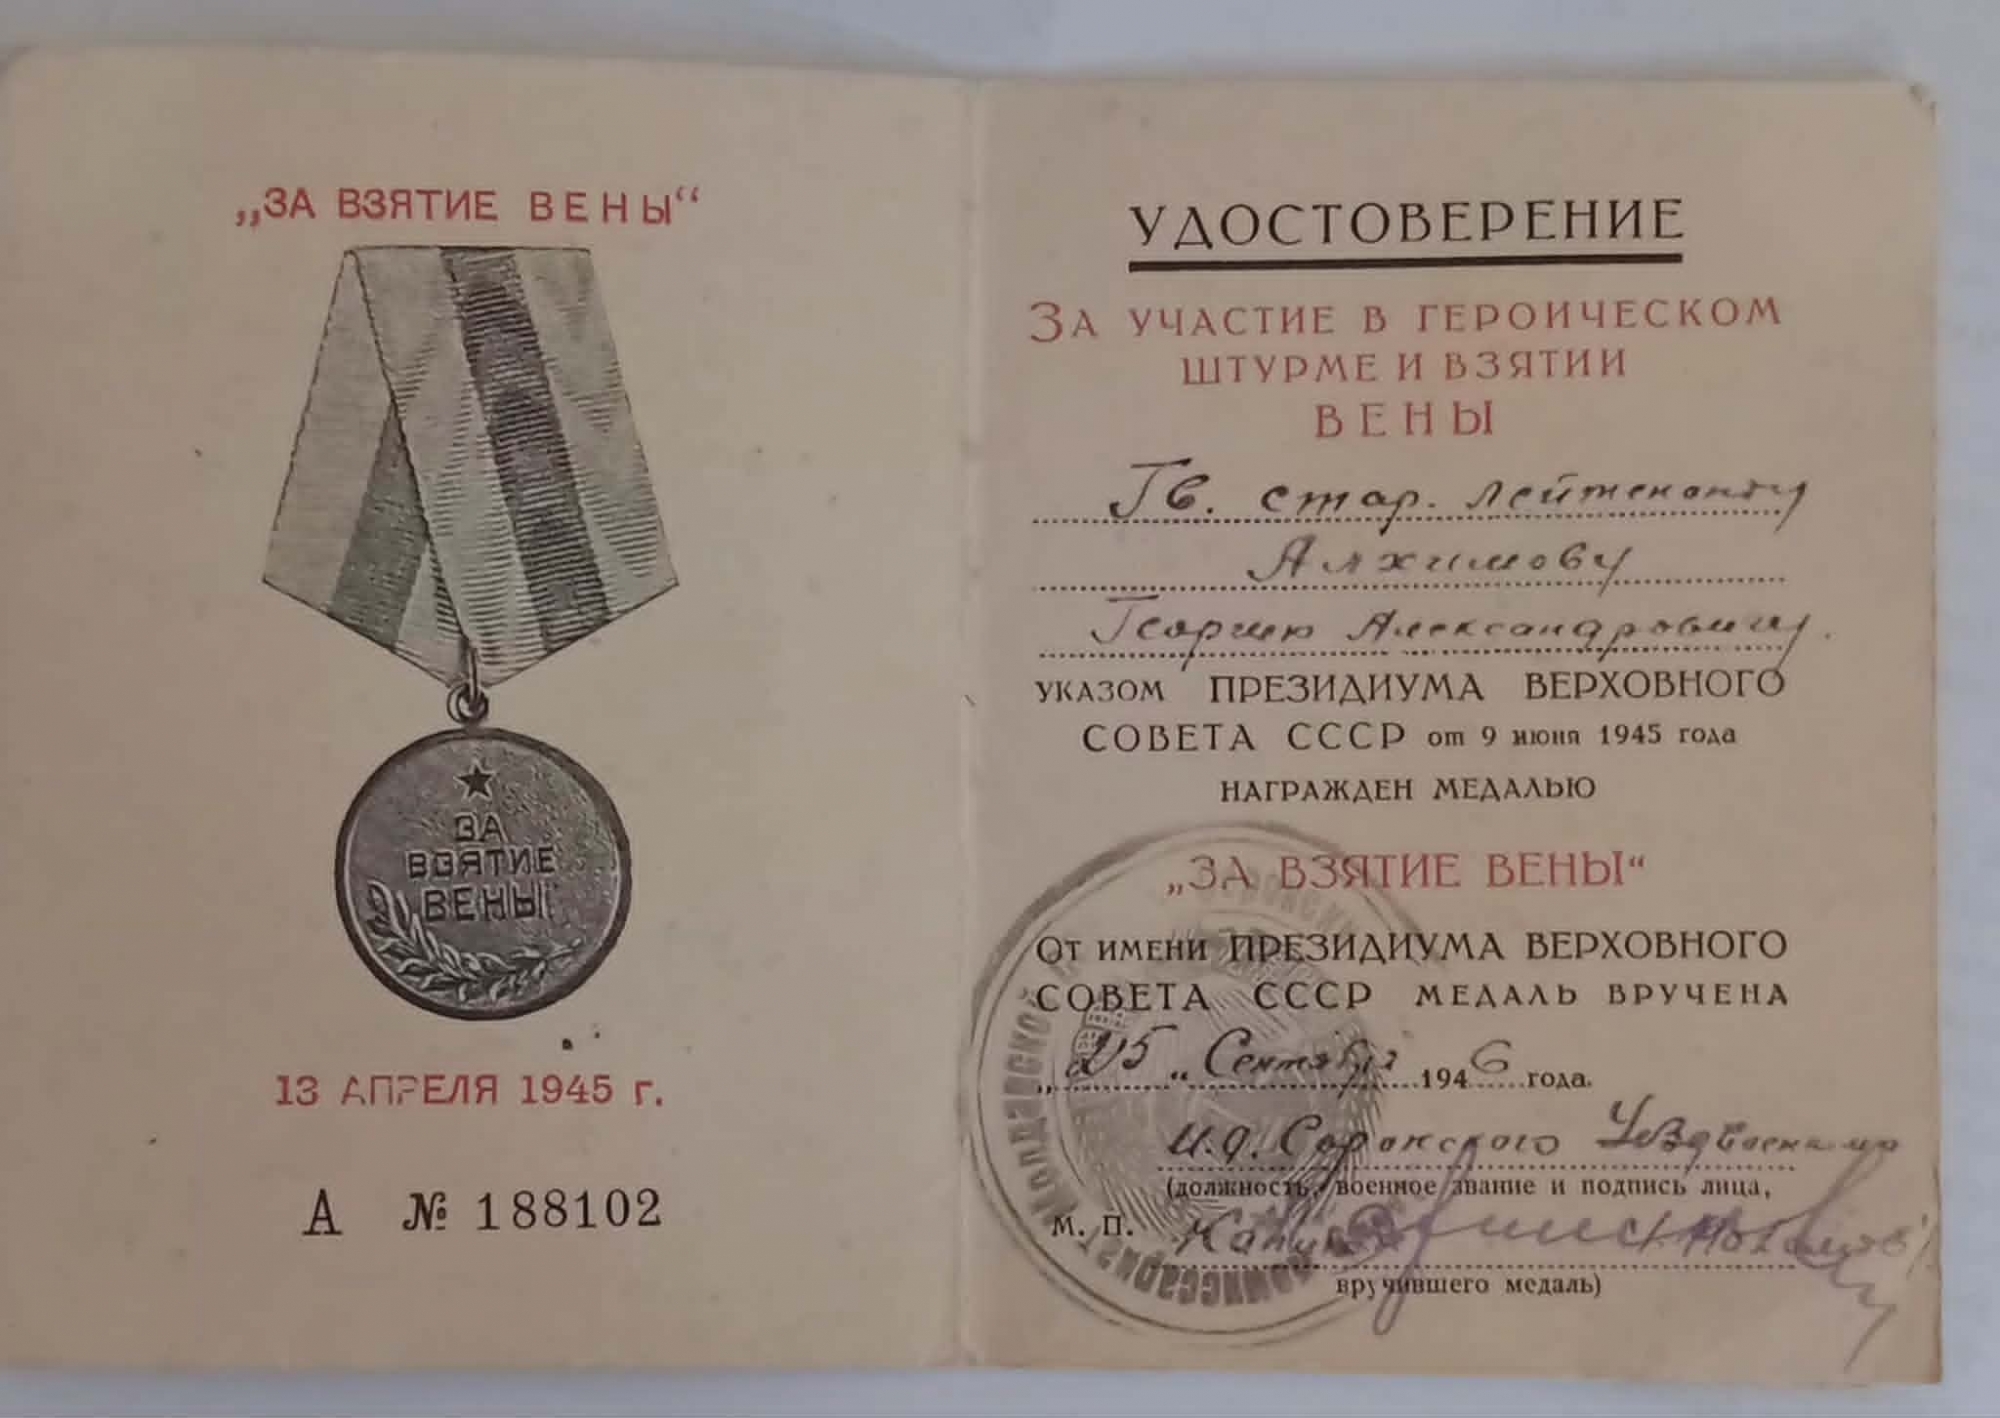 „ЗА ВЗЯТИЕ ВЕНЫ“
ЗА
ВЗЯТИЕ
ВЕНЫ
13 АПРЕЛЯ 1945 г.
А № 188102
УДОСТОВЕРЕНИЕ
ЗА УЧАСТИЕ В ГЕРОИЧЕСКОМ
ШТУРМЕ И ВЗЯТИИ
ВЕНЫ
Гв. стар. лейтенанту
Алхимову
Георгию Александровичу.
УКАЗОМ ПРЕЗИДИУМА ВЕРХОВНОГО
СОВЕТА СССР от 9 июня 1945 года
НАГРАЖДЕН МЕДАЛЬЮ
„ЗА ВЗЯТИЕ ВЕНЫ“
ОТ ИМЕНИ ПРЕЗИДИУМА ВЕРХОВНОГО
СОВЕТА СССР МЕДАЛЬ ВРУЧЕНА
„25„ Сентября 1946 года.
И.д. Сорокского Уездвоенкома
(должность, военное звание и подпись лица,
М. П.
вручившего медаль)